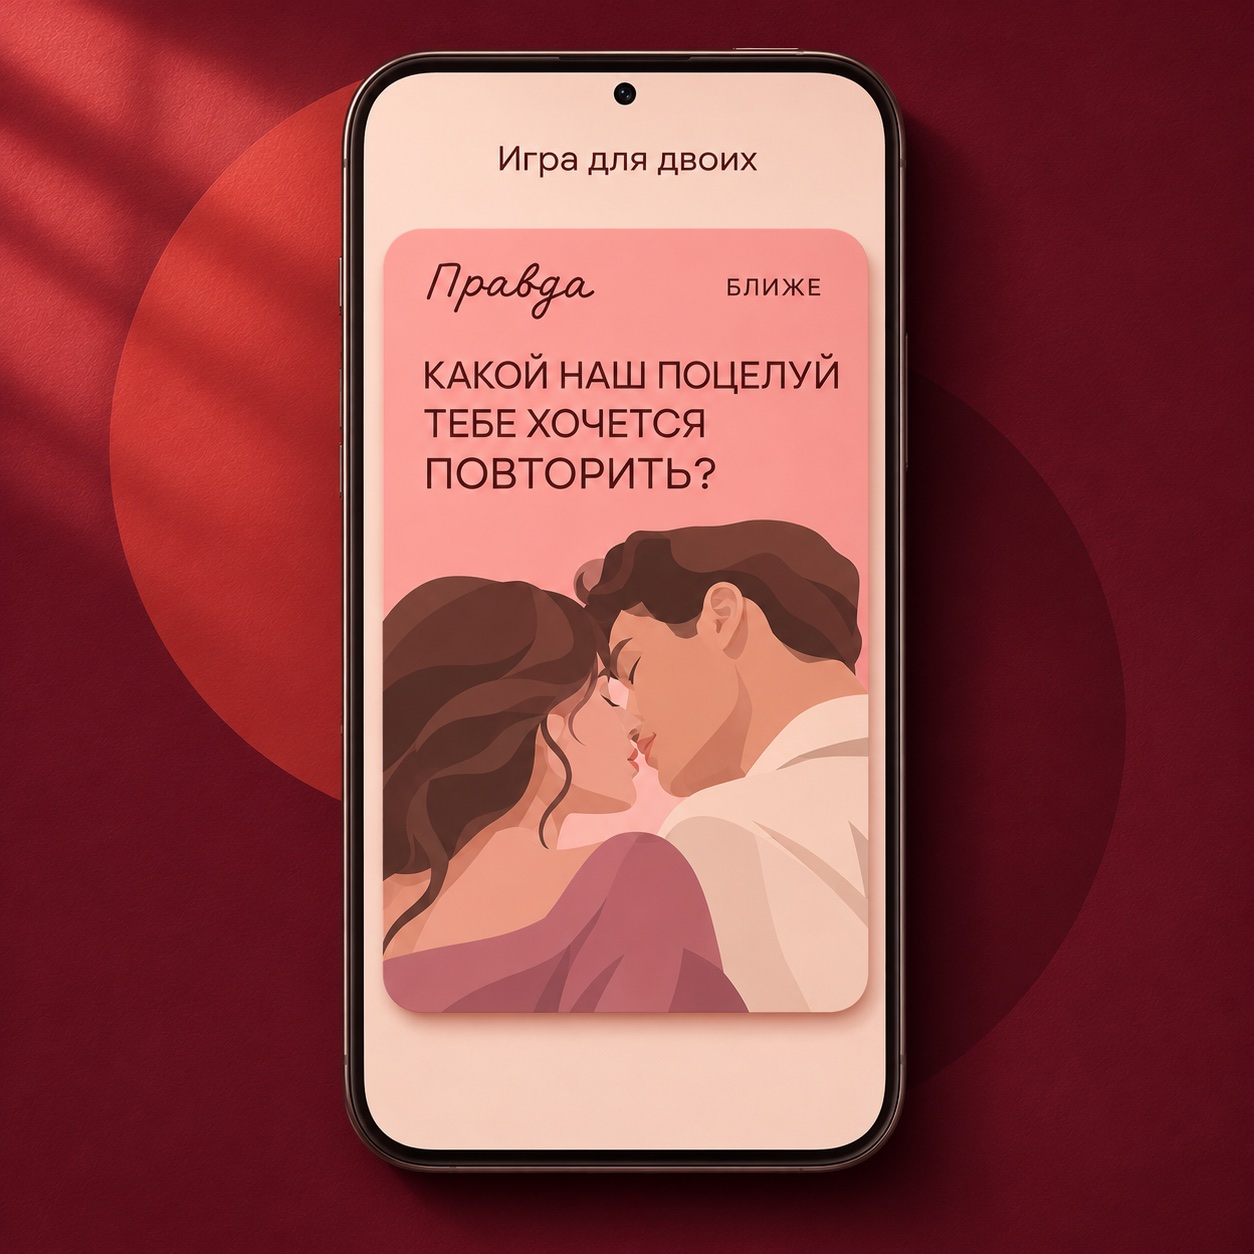 Игра для двоих
Правда
БЛИЖЕ
КАКОЙ НАШ ПОЦЕЛУЙ
ТЕБЕ ХОЧЕТСЯ
ПОВТОРИТЬ?